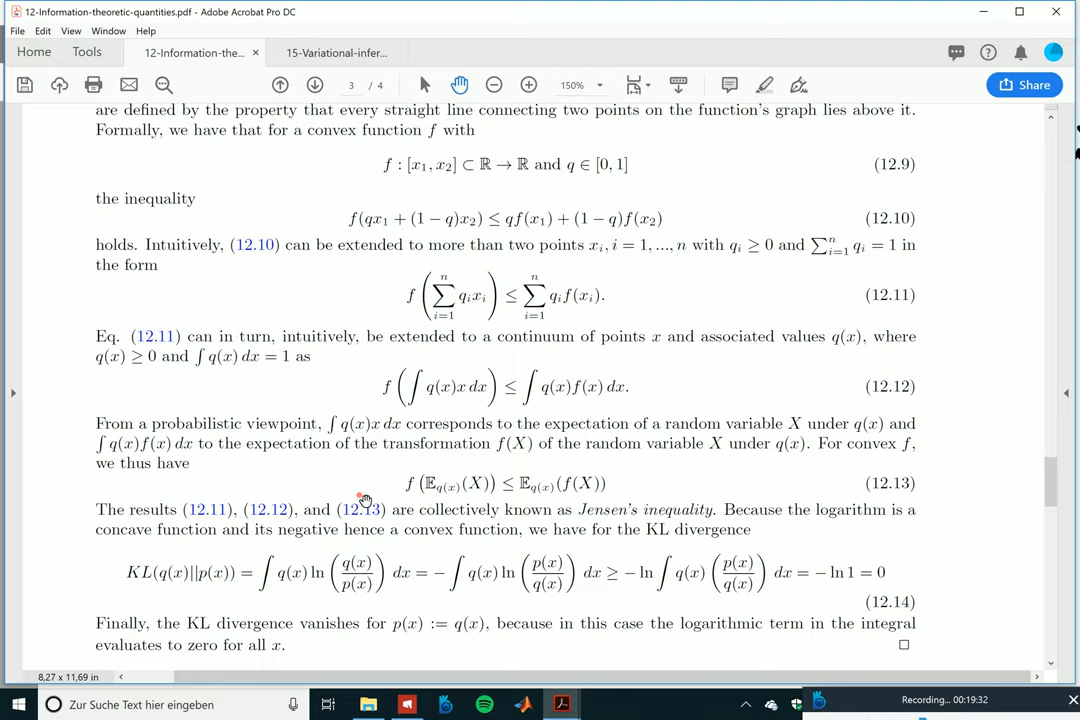 12-Information-theoretic-quantities.pdf - Adobe Acrobat Pro DC
File Edit View Window Help
Home Tools 12-Information-the... × 15-Variational-infer...
3 / 4 150% Share
are defined by the property that every straight line connecting two points on the function's graph lies above it.
Formally, we have that for a convex function f with
f : [x₁, x₂] ⊂ ℝ → ℝ and q ∈ [0, 1] (12.9)
the inequality
f(qx₁ + (1 − q)x₂) ≤ qf(x₁) + (1 − q)f(x₂) (12.10)
holds. Intuitively, (12.10) can be extended to more than two points xᵢ, i = 1, ..., n with qᵢ ≥ 0 and ∑ⁿᵢ₌₁ qᵢ = 1 in
the form
f (∑ⁿᵢ₌₁ qᵢxᵢ) ≤ ∑ⁿᵢ₌₁ qᵢf(xᵢ). (12.11)
Eq. (12.11) can in turn, intuitively, be extended to a continuum of points x and associated values q(x), where
q(x) ≥ 0 and ∫ q(x) dx = 1 as
f (∫ q(x)x dx) ≤ ∫ q(x)f(x) dx. (12.12)
From a probabilistic viewpoint, ∫ q(x)x dx corresponds to the expectation of a random variable X under q(x) and
∫ q(x)f(x) dx to the expectation of the transformation f(X) of the random variable X under q(x). For convex f,
we thus have
f (𝔼q(x)(X)) ≤ 𝔼q(x)(f(X)) (12.13)
The results (12.11), (12.12), and (12.13) are collectively known as Jensen's inequality. Because the logarithm is a
concave function and its negative hence a convex function, we have for the KL divergence
KL(q(x)||p(x)) = ∫ q(x) ln (q(x)/p(x)) dx = − ∫ q(x) ln (p(x)/q(x)) dx ≥ − ln ∫ q(x) (p(x)/q(x)) dx = − ln 1 = 0
(12.14)
Finally, the KL divergence vanishes for p(x) := q(x), because in this case the logarithmic term in the integral
evaluates to zero for all x. □
8,27 x 11,69 in
Zur Suche Text hier eingeben
Recording... 00:19:32